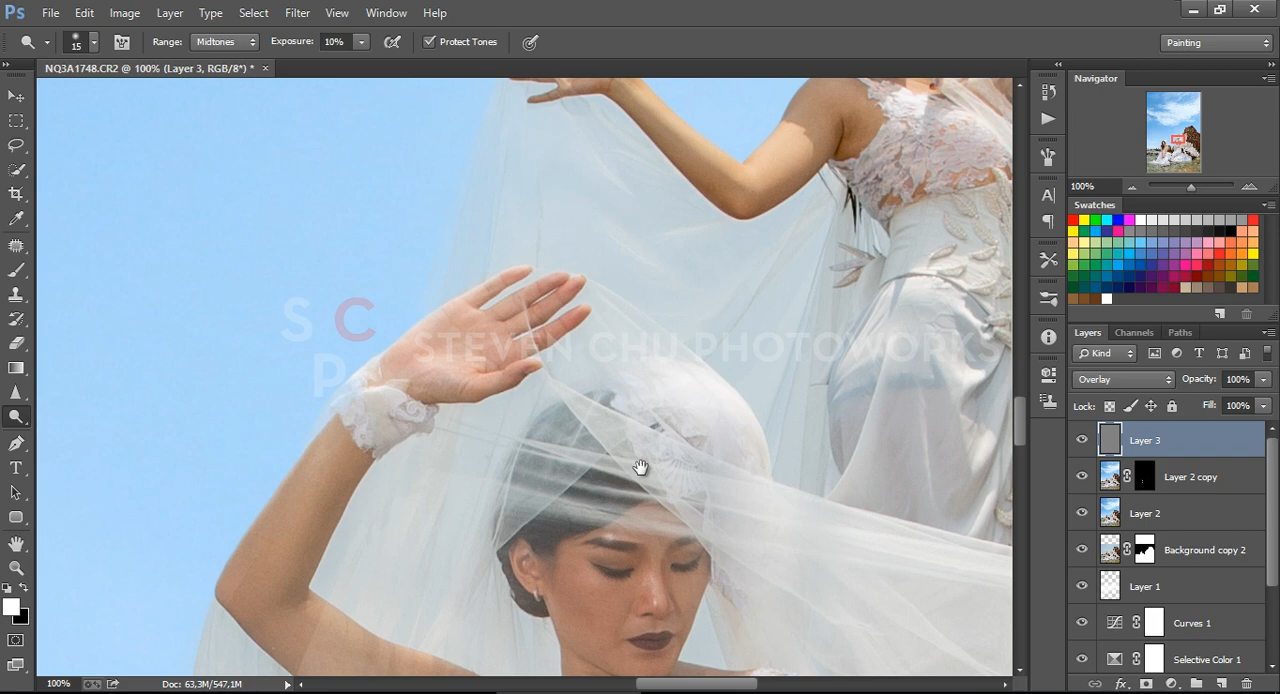 Ps File Edit Image Layer Type Select Filter 3D View Window Help
15 Range: Midtones Exposure: 10% Protect Tones Painting
NQ3A1748.CR2 @ 100% (Layer 3, RGB/8*) *
Navigator
100%
Swatches
S C
P
STEVEN CHU PHOTOWORKS
Layers Channels Paths
Kind
Overlay Opacity: 100%
Lock: Fill: 100%
Layer 3
Layer 2 copy
Layer 2
Background copy 2
Layer 1
Curves 1
Selective Color 1
100% Doc: 63,3M/547,1M